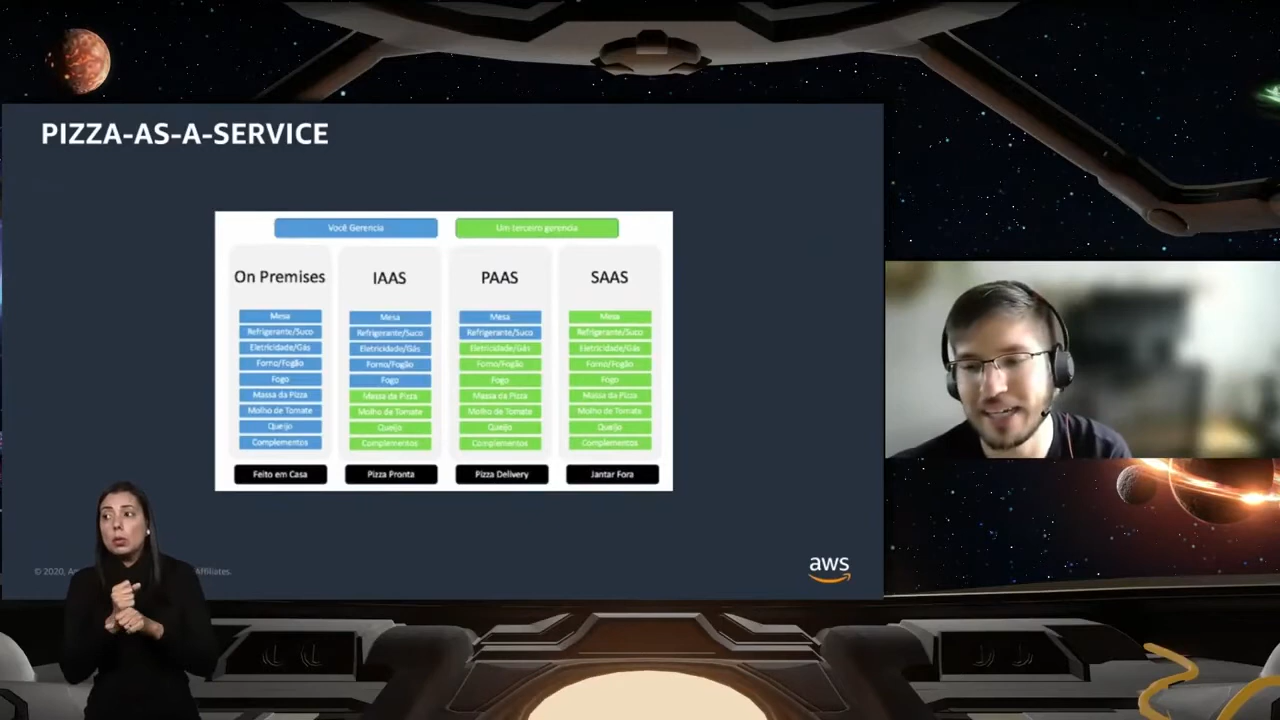 PIZZA-AS-A-SERVICE
Você Gerencia
Um terceiro gerencia
On Premises
Mesa
Refrigerante/Suco
Eletricidade/Gás
Forno/Fogão
Fogo
Massa da Pizza
Molho de Tomate
Queijo
Complementos
Feito em Casa
IAAS
Mesa
Refrigerante/Suco
Eletricidade/Gás
Forno/Fogão
Fogo
Massa da Pizza
Molho de Tomate
Queijo
Complementos
Pizza Pronta
PAAS
Mesa
Refrigerante/Suco
Eletricidade/Gás
Forno/Fogão
Fogo
Massa da Pizza
Molho de Tomate
Queijo
Complementos
Pizza Delivery
SAAS
Mesa
Refrigerante/Suco
Eletricidade/Gás
Forno/Fogão
Fogo
Massa da Pizza
Molho de Tomate
Queijo
Complementos
Jantar Fora
© 2020, Affiliates.
aws